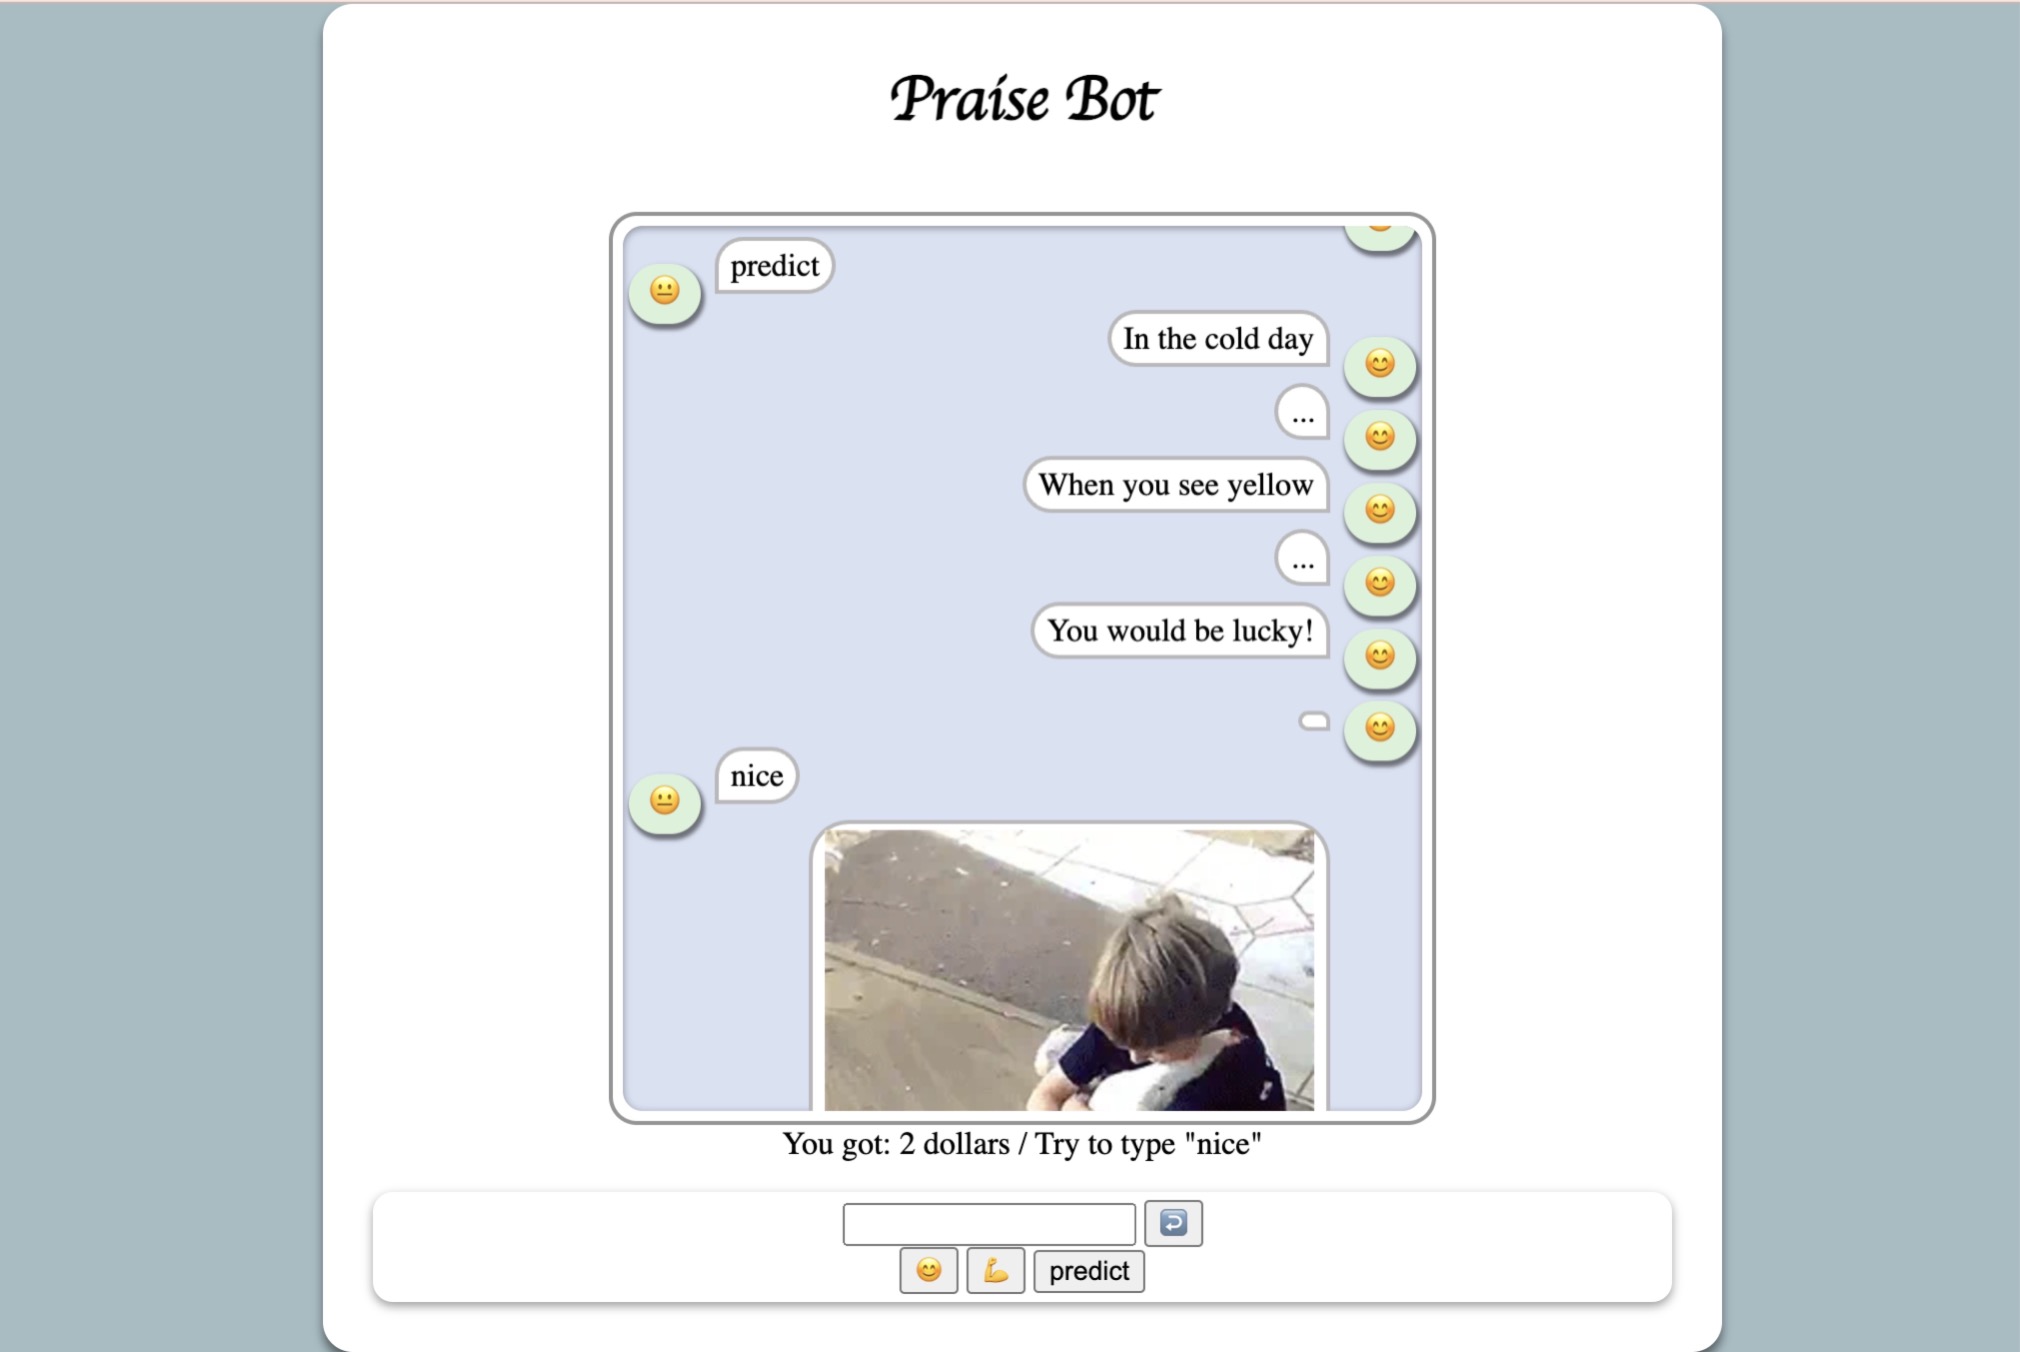 Praise Bot
predict
In the cold day
...
When you see yellow
...
You would be lucky!
nice
You got: 2 dollars / Try to type "nice"
predict